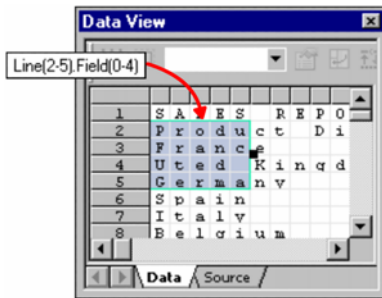 Data View
Line(2-5).Field(0-4)
1 S A L E S   R E P O
2 P r o d u c t   D i
3 F r a n c e
4 U t e d   K i n g d
5 G e r m a n y
6 S p a i n
7 I t a l y
8 B e l g i u m
Data Source